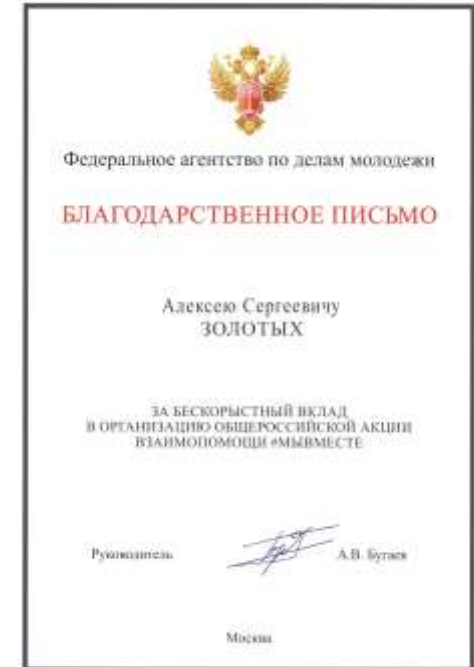 Федеральное агентство по делам молодежи
БЛАГОДАРСТВЕННОЕ ПИСЬМО
Алексею Сергеевичу
ЗОЛОТЫХ
ЗА БЕСКОРЫСТНЫЙ ВКЛАД
В ОРГАНИЗАЦИЮ ОБЩЕРОССИЙСКОЙ АКЦИИ
ВЗАИМОПОМОЩИ #МЫВМЕСТЕ
Руководитель А.В. Бугаев
Москва